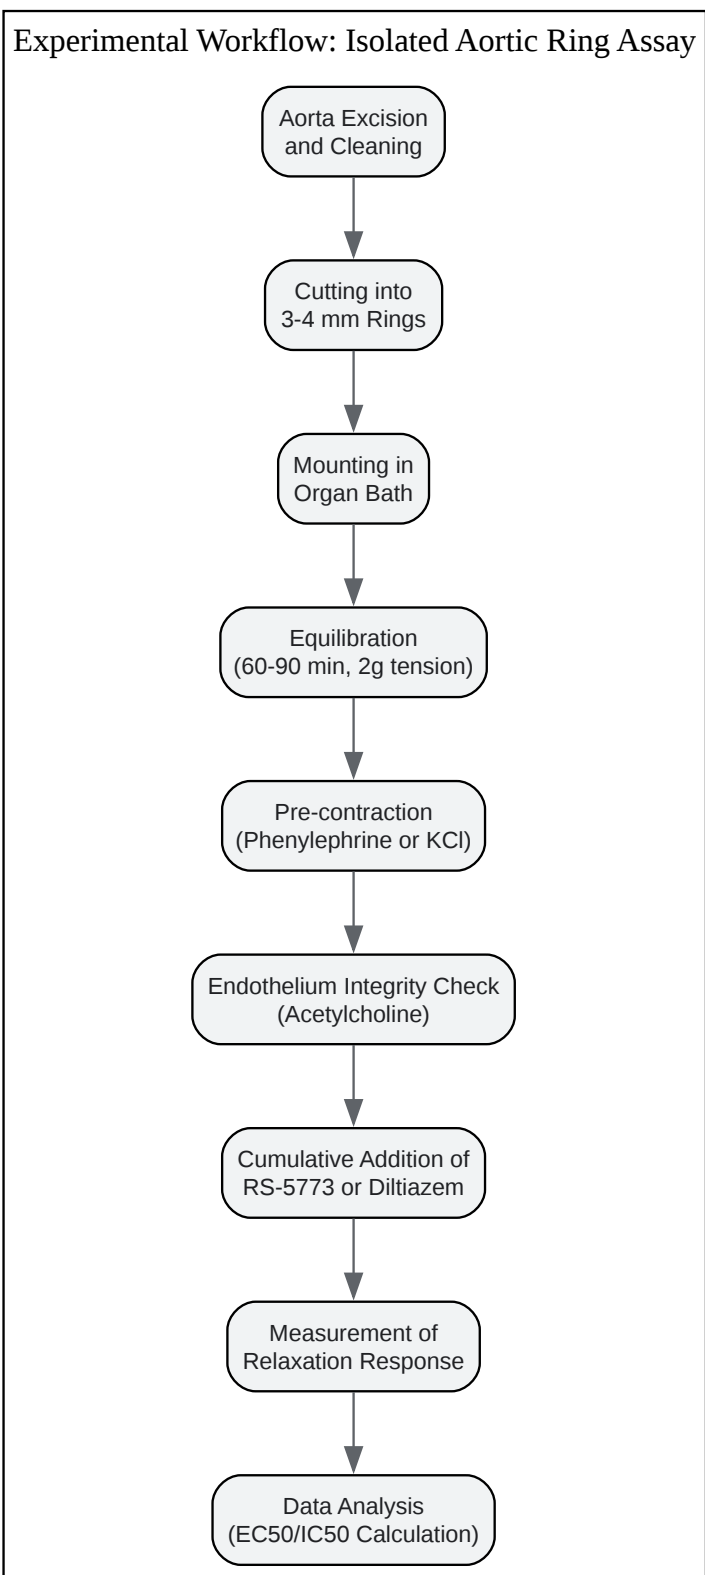 Experimental Workflow: Isolated Aortic Ring Assay
Aorta Excision
and Cleaning
Cutting into
3-4 mm Rings
Mounting in
Organ Bath
Equilibration
(60-90 min, 2g tension)
Pre-contraction
(Phenylephrine or KCl)
Endothelium Integrity Check
(Acetylcholine)
Cumulative Addition of
RS-5773 or Diltiazem
Measurement of
Relaxation Response
Data Analysis
(EC50/IC50 Calculation)